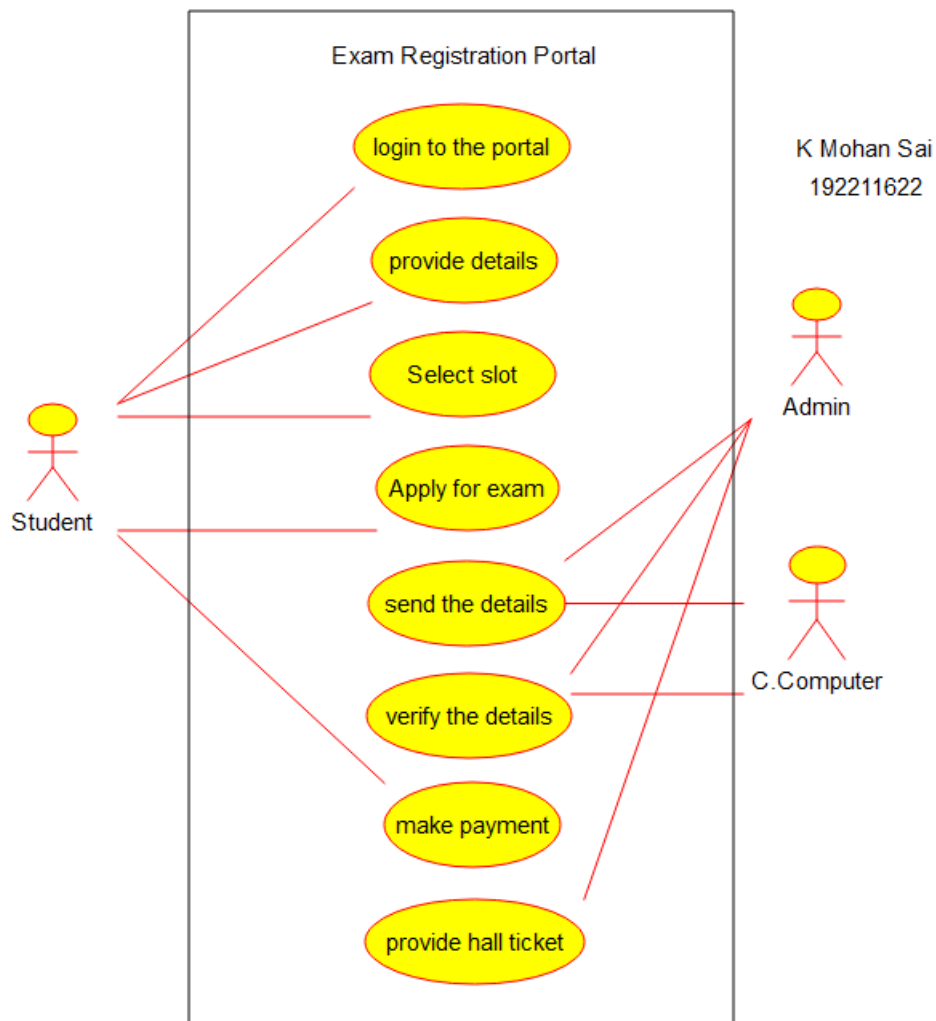 Exam Registration Portal
login to the portal
K Mohan Sai
192211622
provide details
Select slot
Admin
Apply for exam
Student
send the details
C.Computer
verify the details
make payment
provide hall ticket